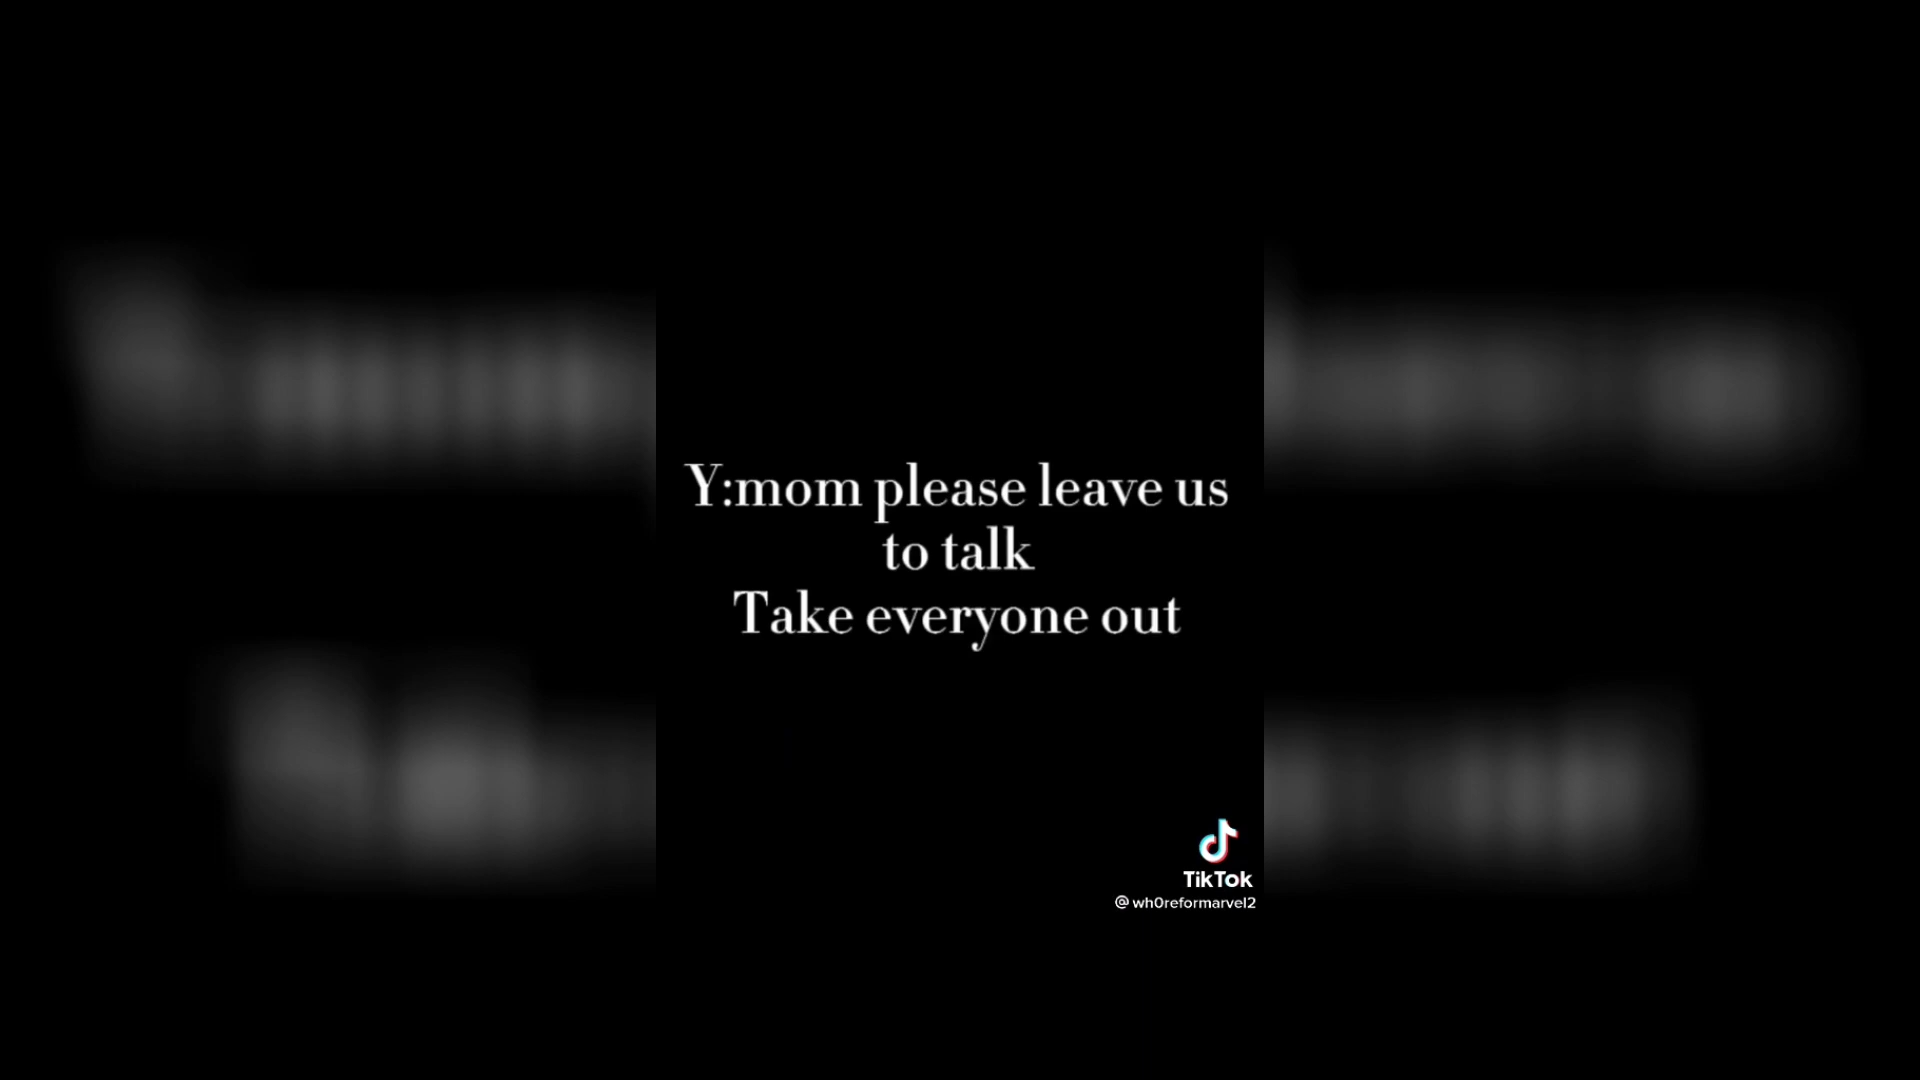 Y:mom please leave us
to talk
Take everyone out
TikTok
@wh0reformarvel2